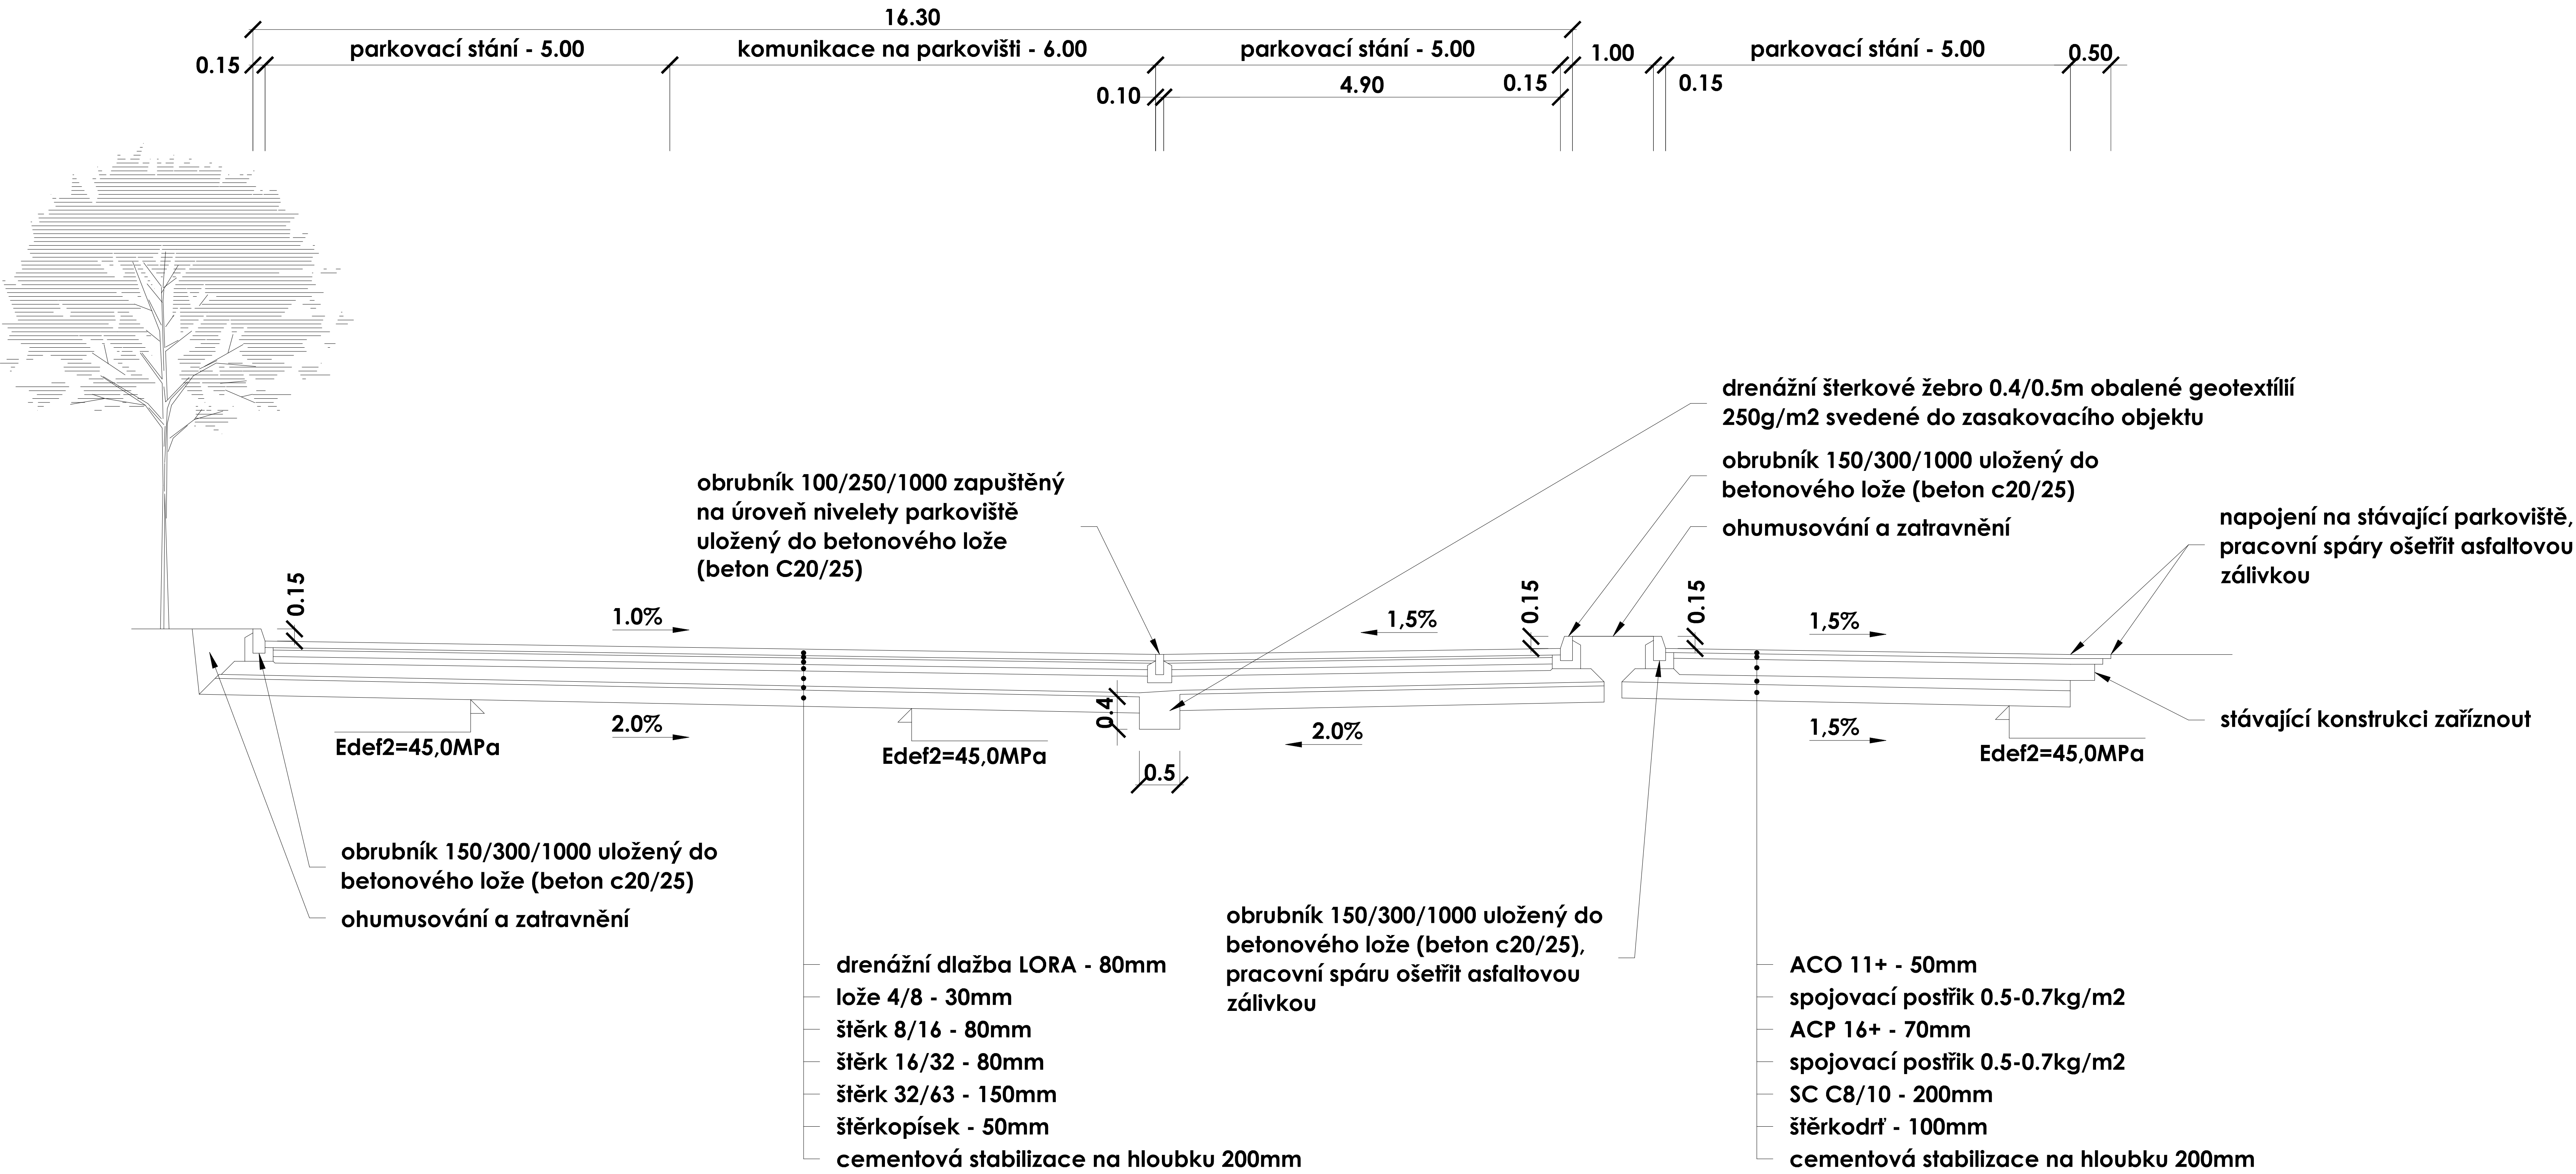 16.30
parkovací stání - 5.00
komunikace na parkovišti - 6.00
parkovací stání - 5.00
1.00
parkovací stání - 5.00
0.50
0.15
0.10
4.90
0.15
0.15
drenážní šterkové žebro 0.4/0.5m obalené geotextílií
250g/m2 svedené do zasakovacího objektu
obrubník 150/300/1000 uložený do
betonového lože (beton c20/25)
ohumusování a zatravnění
obrubník 100/250/1000 zapuštěný
na úroveň nivelety parkoviště
uložený do betonového lože
(beton C20/25)
napojení na stávající parkoviště,
pracovní spáry ošetřit asfaltovou
zálivkou
0.15
1.0%
1,5%
0.15
0.15
1,5%
0.4
2.0%
2.0%
1,5%
stávající konstrukci zaříznout
Edef2=45,0MPa
Edef2=45,0MPa
Edef2=45,0MPa
0.5
obrubník 150/300/1000 uložený do
betonového lože (beton c20/25)
ohumusování a zatravnění
obrubník 150/300/1000 uložený do
betonového lože (beton c20/25),
pracovní spáru ošetřit asfaltovou
zálivkou
drenážní dlažba LORA - 80mm
lože 4/8 - 30mm
štěrk 8/16 - 80mm
štěrk 16/32 - 80mm
štěrk 32/63 - 150mm
štěrkopísek - 50mm
cementová stabilizace na hloubku 200mm
ACO 11+ - 50mm
spojovací postřik 0.5-0.7kg/m2
ACP 16+ - 70mm
spojovací postřik 0.5-0.7kg/m2
SC C8/10 - 200mm
štěrkodrť - 100mm
cementová stabilizace na hloubku 200mm